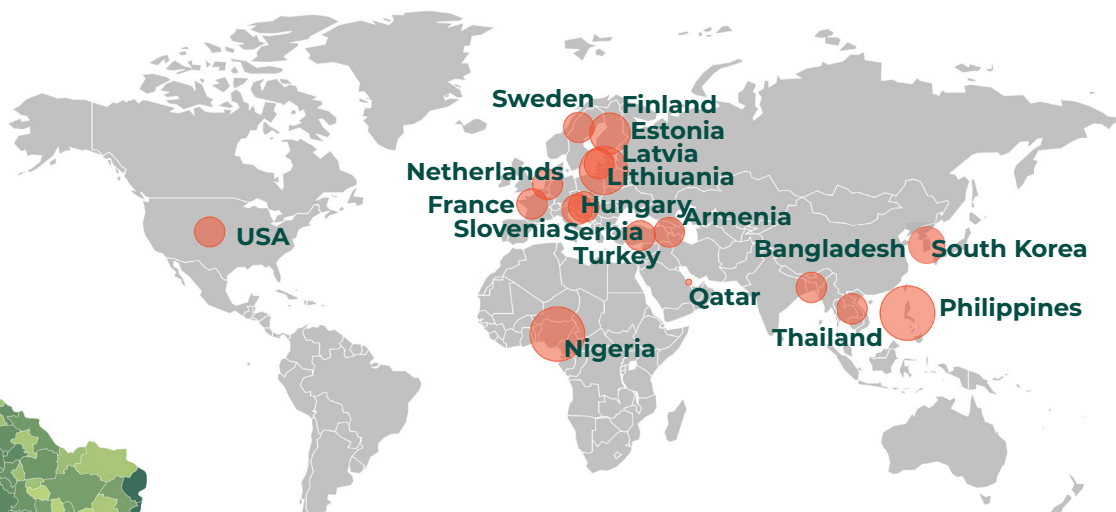 Sweden
Finland
Estonia
Latvia
Netherlands
Lithiuania
France
Hungary
Armenia
Slovenia
Serbia
USA
Turkey
Bangladesh
South Korea
Qatar
Philippines
Thailand
Nigeria